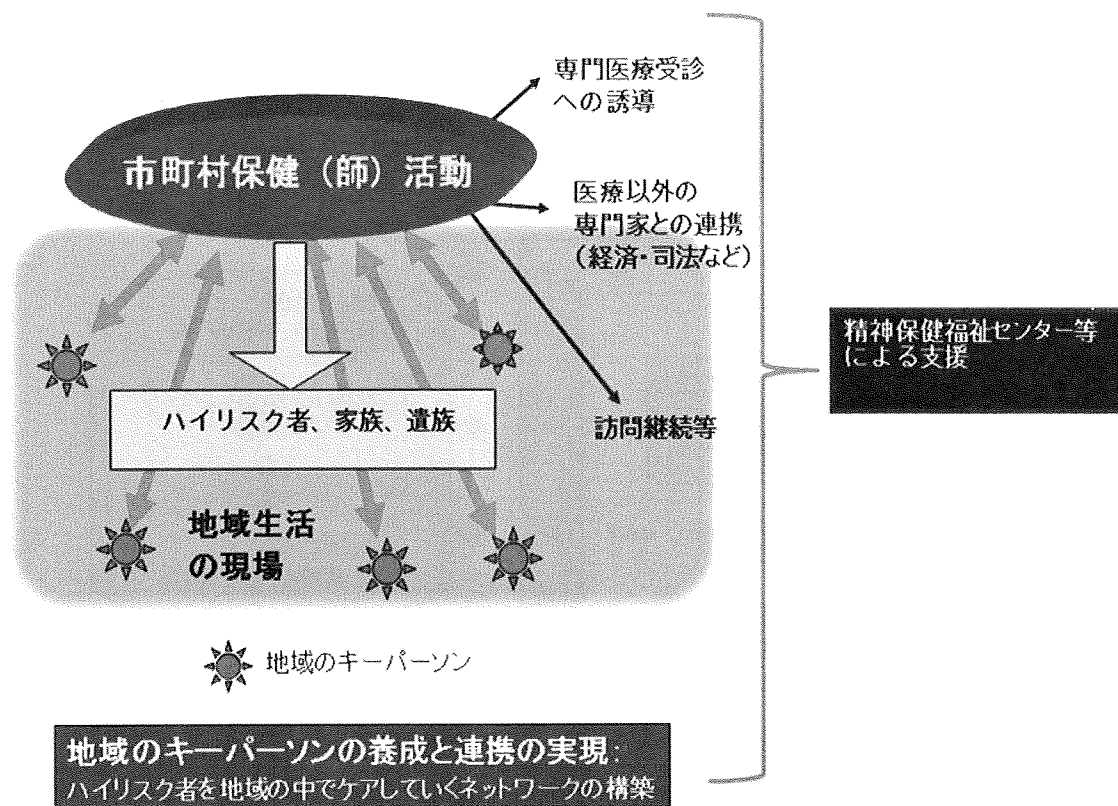 専門医療受診
への誘導
市町村保健（師）活動
医療以外の
専門家との連携
（経済・司法など）
精神保健福祉センター等
による支援
ハイリスク者、家族、遺族
訪問継続等
地域生活
の現場
地域のキーパーソン
地域のキーパーソンの養成と連携の実現:
ハイリスク者を地域の中でケアしていくネットワークの構築